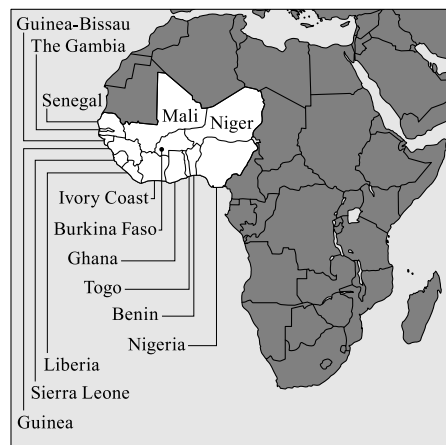 Guinea-Bissau
The Gambia
Senegal
Mali
Niger
Ivory Coast
Burkina Faso
Ghana
Togo
Benin
Nigeria
Liberia
Sierra Leone
Guinea